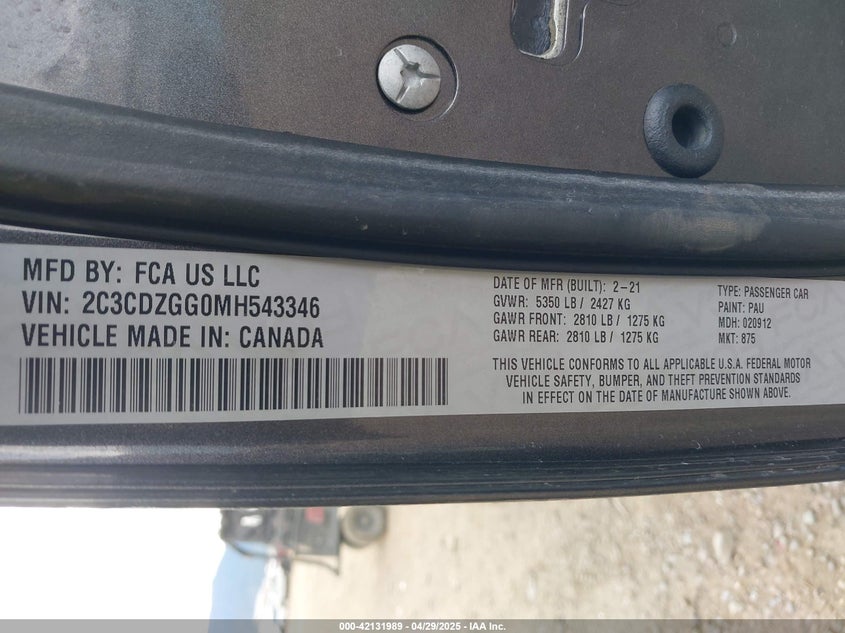 MFD BY: FCA US LLC
VIN: 2C3CDZGG0MH543346
VEHICLE MADE IN: CANADA
DATE OF MFR (BUILT): 2-21
GVWR: 5350 LB / 2427 KG
GAWR FRONT: 2810 LB / 1275 KG
GAWR REAR: 2810 LB / 1275 KG
TYPE: PASSENGER CAR
PAINT: PAU
MDH: 020912
MKT: 875
THIS VEHICLE CONFORMS TO ALL APPLICABLE U.S.A. FEDERAL MOTOR
VEHICLE SAFETY, BUMPER, AND THEFT PREVENTION STANDARDS
IN EFFECT ON THE DATE OF MANUFACTURE SHOWN ABOVE.
000-42131989 - 04/29/2025 - IAA Inc.